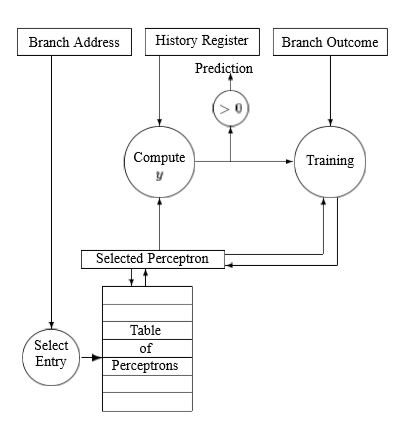 Branch Address
History Register
Branch Outcome
Prediction
> 0
Compute
y
Training
Selected Perceptron
Table
of
Perceptrons
Select
Entry